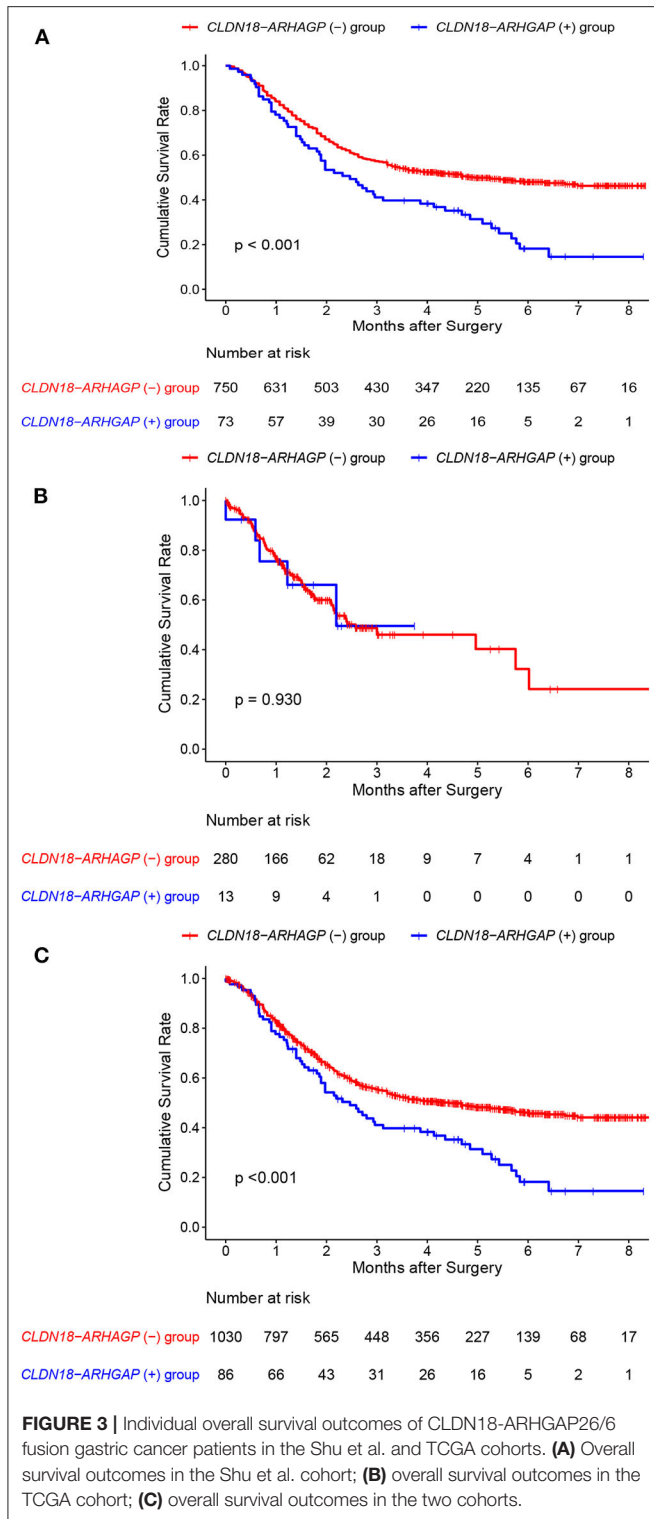 A
CLDN18−ARHAGP (−) group CLDN18−ARHGAP (+) group
Cumulative Survival Rate
1.0
0.8
0.6
0.4
0.2
0.0
p < 0.001
0 1 2 3 4 5 6 7 8
Months after Surgery
Number at risk
CLDN18−ARHAGP (−) group 750 631 503 430 347 220 135 67 16
CLDN18−ARHGAP (+) group 73 57 39 30 26 16 5 2 1
CLDN18−ARHAGP (−) group CLDN18−ARHGAP (+) group
B
Cumulative Survival Rate
1.0
0.8
0.6
0.4
0.2
0.0
p = 0.930
0 1 2 3 4 5 6 7 8
Months after Surgery
Number at risk
CLDN18−ARHAGP (−) group 280 166 62 18 9 7 4 1 1
CLDN18−ARHGAP (+) group 13 9 4 1 0 0 0 0 0
CLDN18−ARHAGP (−) group CLDN18−ARHGAP (+) group
C
Cumulative Survival Rate
1.0
0.8
0.6
0.4
0.2
0.0
p <0.001
0 1 2 3 4 5 6 7 8
Months after Surgery
Number at risk
CLDN18−ARHAGP (−) group 1030 797 565 448 356 227 139 68 17
CLDN18−ARHGAP (+) group 86 66 43 31 26 16 5 2 1
FIGURE 3 | Individual overall survival outcomes of CLDN18-ARHGAP26/6
fusion gastric cancer patients in the Shu et al. and TCGA cohorts. (A) Overall
survival outcomes in the Shu et al. cohort; (B) overall survival outcomes in the
TCGA cohort; (C) overall survival outcomes in the two cohorts.